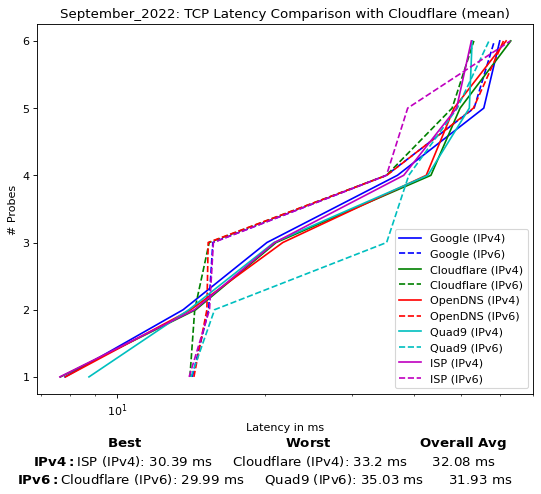 September_2022: TCP Latency Comparison with Cloudflare (mean)
6
5
4
3
2
1
# Probes
10^1
Latency in ms
Google (IPv4)
Google (IPv6)
Cloudflare (IPv4)
Cloudflare (IPv6)
OpenDNS (IPv4)
OpenDNS (IPv6)
Quad9 (IPv4)
Quad9 (IPv6)
ISP (IPv4)
ISP (IPv6)
Best Worst Overall Avg
IPv4: ISP (IPv4): 30.39 ms Cloudflare (IPv4): 33.2 ms 32.08 ms
IPv6: Cloudflare (IPv6): 29.99 ms Quad9 (IPv6): 35.03 ms 31.93 ms